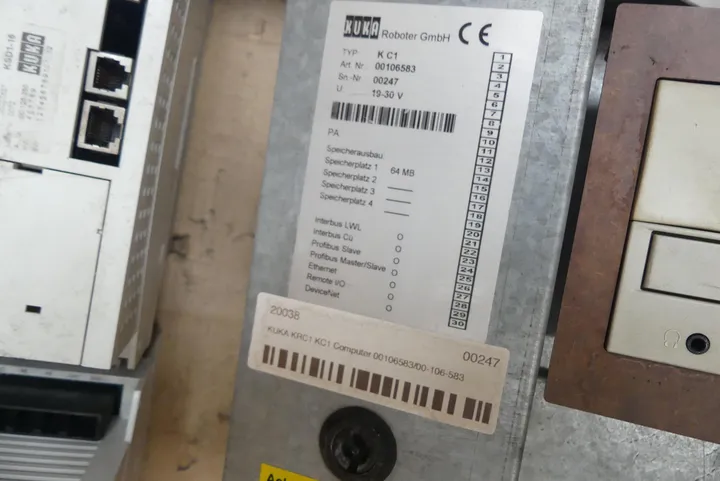 KSD1-16
KUKA
KUKA Roboter GmbH CE
TYP K C1
Art. Nr. 00106583
Sn.-Nr 00247
U 19-30 V
PA
Speicherausbau:
Speicherplatz 1 64 MB
Speicherplatz 2
Speicherplatz 3
Speicherplatz 4
Interbus LWL O
Interbus Cü O
Profibus Slave O
Profibus Master/Slave O
Ethernet O
Remote I/O O
DeviceNet O
1
2
3
4
5
6
7
8
9
10
11
12
13
14
15
16
17
18
19
20
21
22
23
24
25
26
27
28
29
30
20038 00247
KUKA KRC1 KC1 Computer 00106583/00-106-583